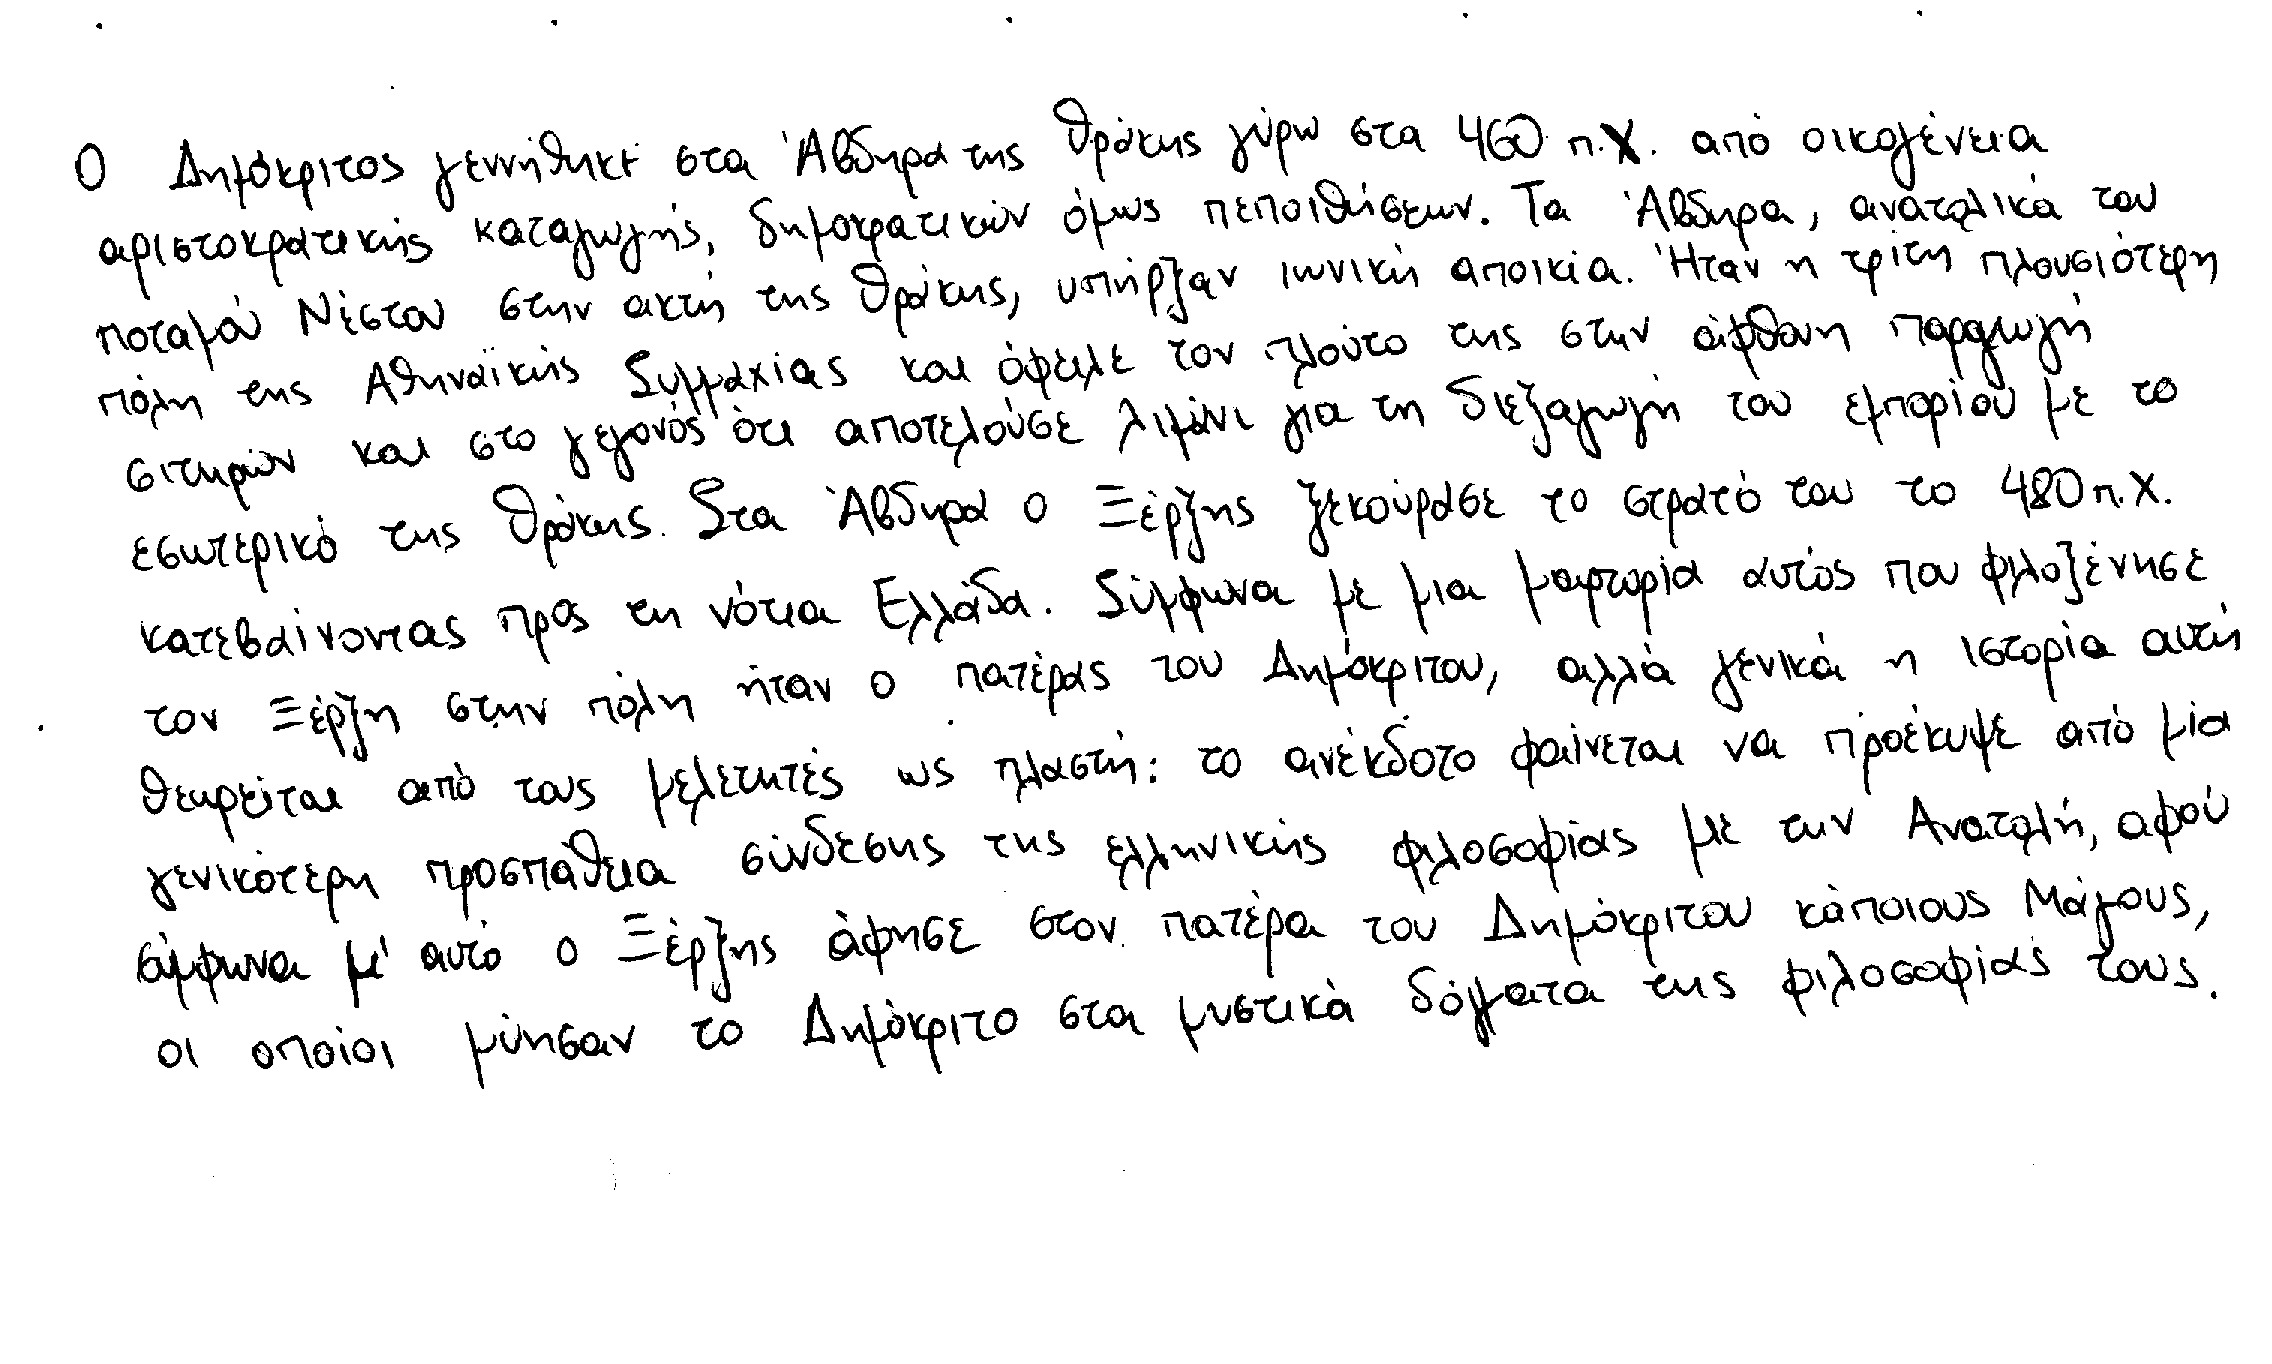 Ο Δημόκριτος γεννήθηκε στα Άβδηρα της Θράκης γύρω στα 460 π.Χ. από οικογένεια
αριστοκρατικής καταγωγής, δημοκρατικών όμως πεποιθήσεων. Τα Άβδηρα, ανατολικά του
ποταμού Νέστου στην ακτή της Θράκης, υπήρξαν ιωνική αποικία. Ήταν η τρίτη πλουσιότερη
πόλη της Αθηναϊκής Συμμαχίας και όφειλε τον πλούτο της στην άφθονη παραγωγή
σιτηρών και στο γεγονός ότι αποτελούσε λιμάνι για τη διεξαγωγή του εμπορίου με το
εσωτερικό της Θράκης. Στα Άβδηρα ο Ξέρξης ξεκούρασε το στρατό του το 480 π.Χ.
κατεβαίνοντας προς τη νότια Ελλάδα. Σύμφωνα με μια μαρτυρία αυτός που φιλοξένησε
τον Ξέρξη στην πόλη ήταν ο πατέρας του Δημόκριτου, αλλά γενικά η ιστορία αυτή
θεωρείται από τους μελετητές ως πλαστή: το ανέκδοτο φαίνεται να προέκυψε από μία
γενικότερη προσπάθεια σύνδεσης της ελληνικής φιλοσοφίας με την Ανατολή, αφού
σύμφωνα μ' αυτό ο Ξέρξης άφησε στον πατέρα του Δημόκριτου κάποιους Μάγους,
οι οποίοι μύησαν το Δημόκριτο στα μυστικά δόγματα της φιλοσοφίας τους.